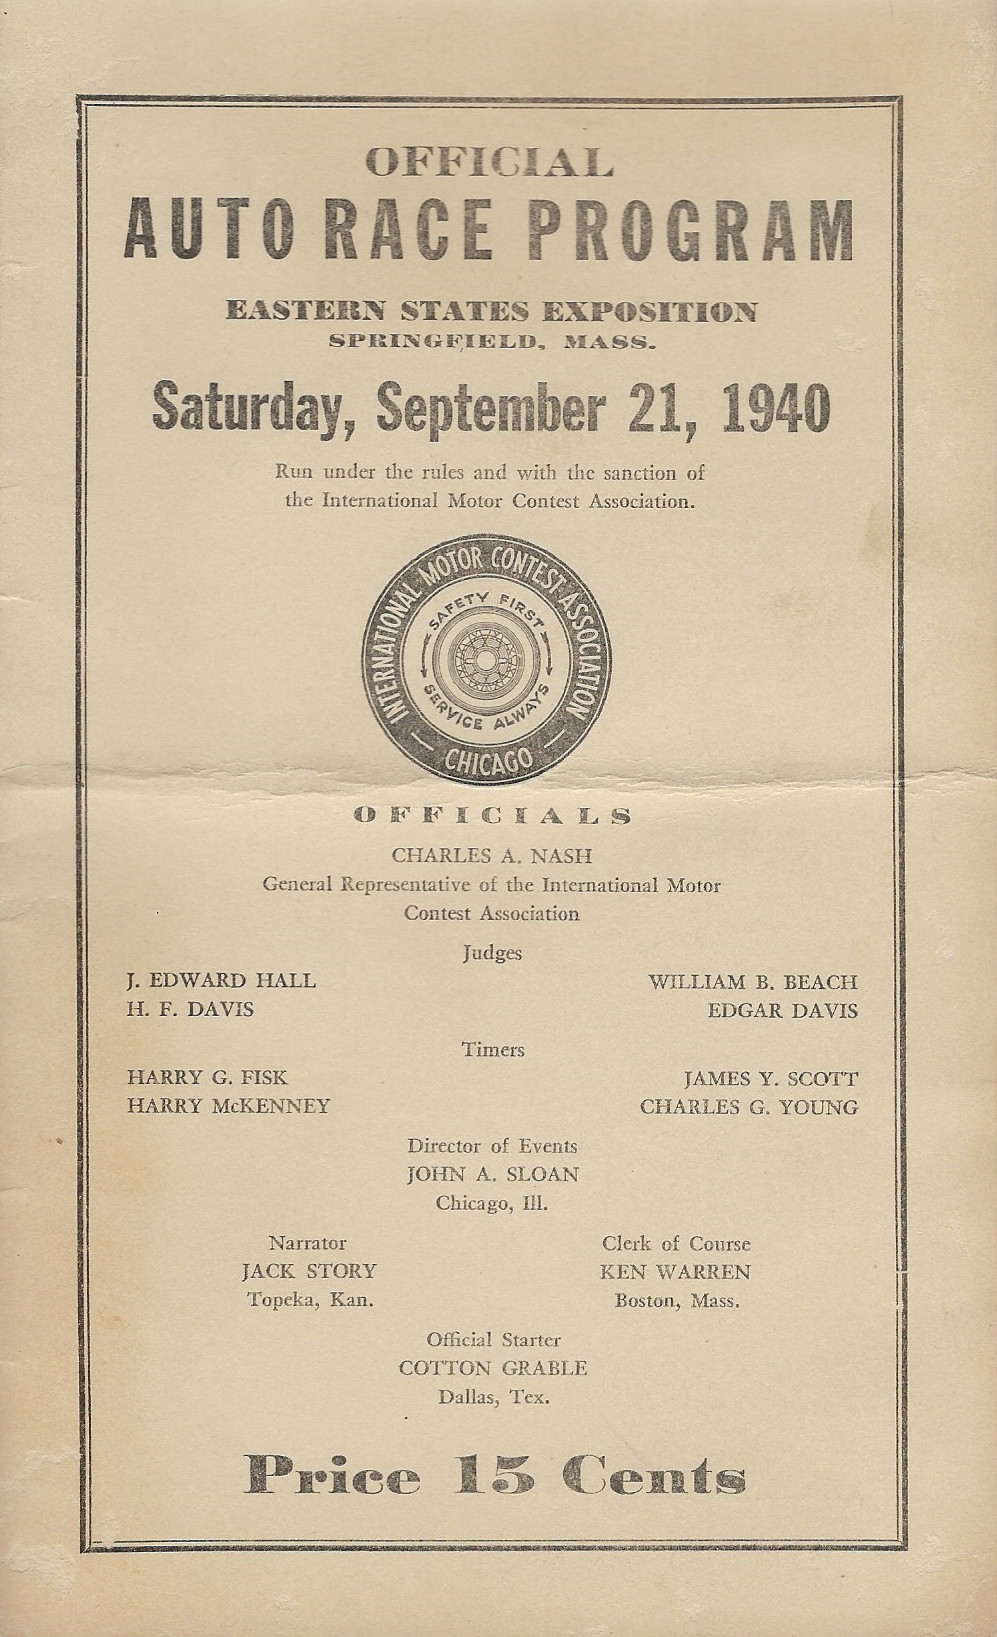 OFFICIAL
AUTO RACE PROGRAM
EASTERN STATES EXPOSITION
SPRINGFIELD, MASS.
Saturday, September 21, 1940
Run under the rules and with the sanction of
the International Motor Contest Association.
INTERNATIONAL MOTOR CONTEST ASSOCIATION
SAFETY FIRST
SERVICE ALWAYS
— CHICAGO —
OFFICIALS
CHARLES A. NASH
General Representative of the International Motor
Contest Association
Judges
J. EDWARD HALL WILLIAM B. BEACH
H. F. DAVIS EDGAR DAVIS
Timers
HARRY G. FISK JAMES Y. SCOTT
HARRY McKENNEY CHARLES G. YOUNG
Director of Events
JOHN A. SLOAN
Chicago, Ill.
Narrator Clerk of Course
JACK STORY KEN WARREN
Topeka, Kan. Boston, Mass.
Official Starter
COTTON GRABLE
Dallas, Tex.
Price 15 Cents